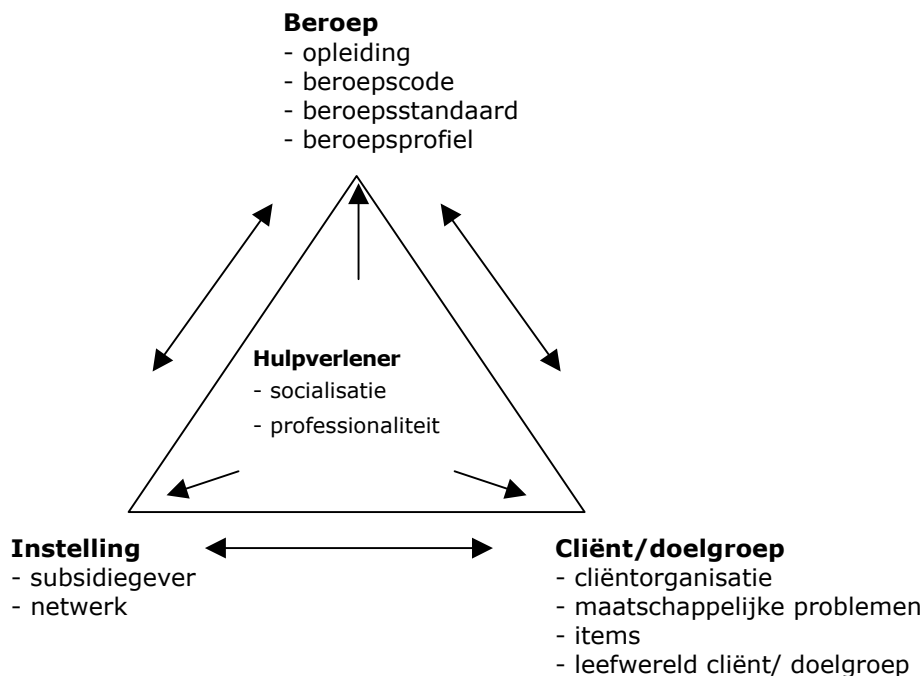 Beroep
- opleiding
- beroepscode
- beroepsstandaard
- beroepsprofiel
Hulpverlener
- socialisatie
- professionaliteit
Instelling
- subsidiegever
- netwerk
Cliënt/doelgroep
- cliëntorganisatie
- maatschappelijke problemen
- items
- leefwereld cliënt/ doelgroep